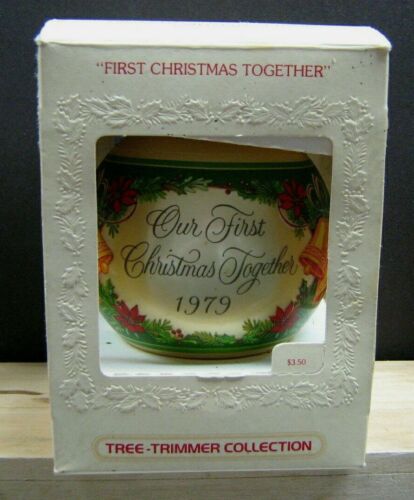 "FIRST CHRISTMAS TOGETHER"
Our First
Christmas Together
1979
$3.50
TREE-TRIMMER COLLECTION